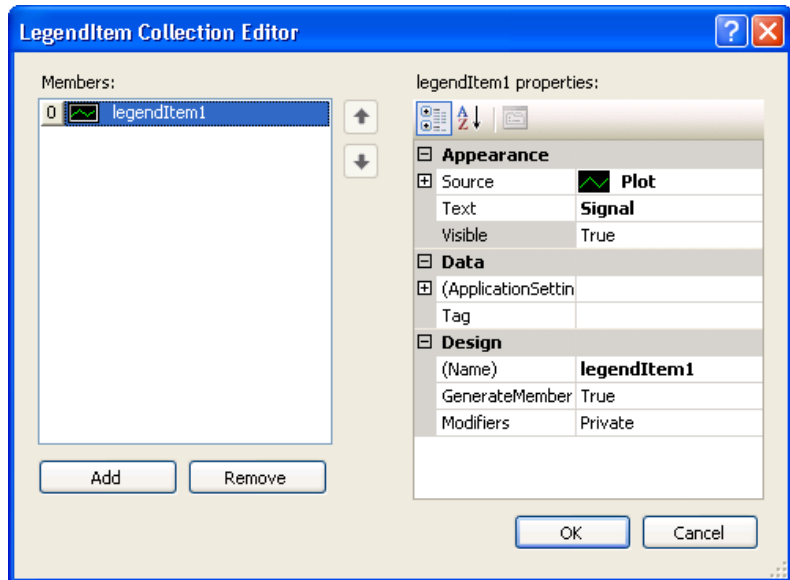 LegendItem Collection Editor
Members:
0 legendItem1
Add Remove
legendItem1 properties:
Appearance
Source Plot
Text Signal
Visible True
Data
(ApplicationSettin
Tag
Design
(Name) legendItem1
GenerateMember True
Modifiers Private
OK Cancel